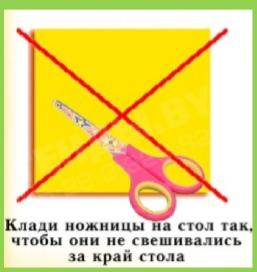 Клади ножницы на стол так,
чтобы они не свешивались
за край стола